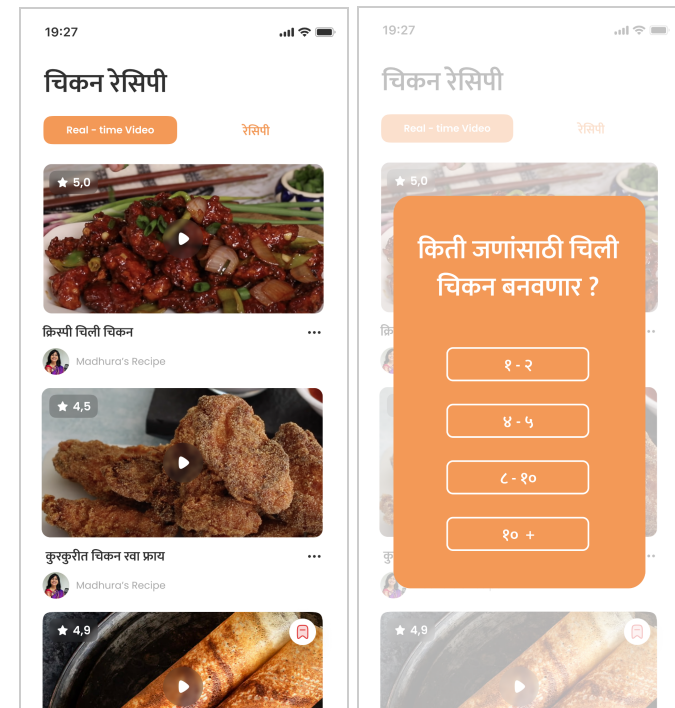 19:27
चिकन रेसिपी
Real - time Video
रेसिपी
5,0
क्रिस्पी चिली चिकन
Madhura's Recipe
4,5
कुरकुरीत चिकन रवा फ्राय
Madhura's Recipe
4,9
19:27
चिकन रेसिपी
Real - time Video
रेसिपी
5,0
किती जणांसाठी चिली
चिकन बनवणार ?
१ - २
४ - ५
८ - १०
१० +
4,9